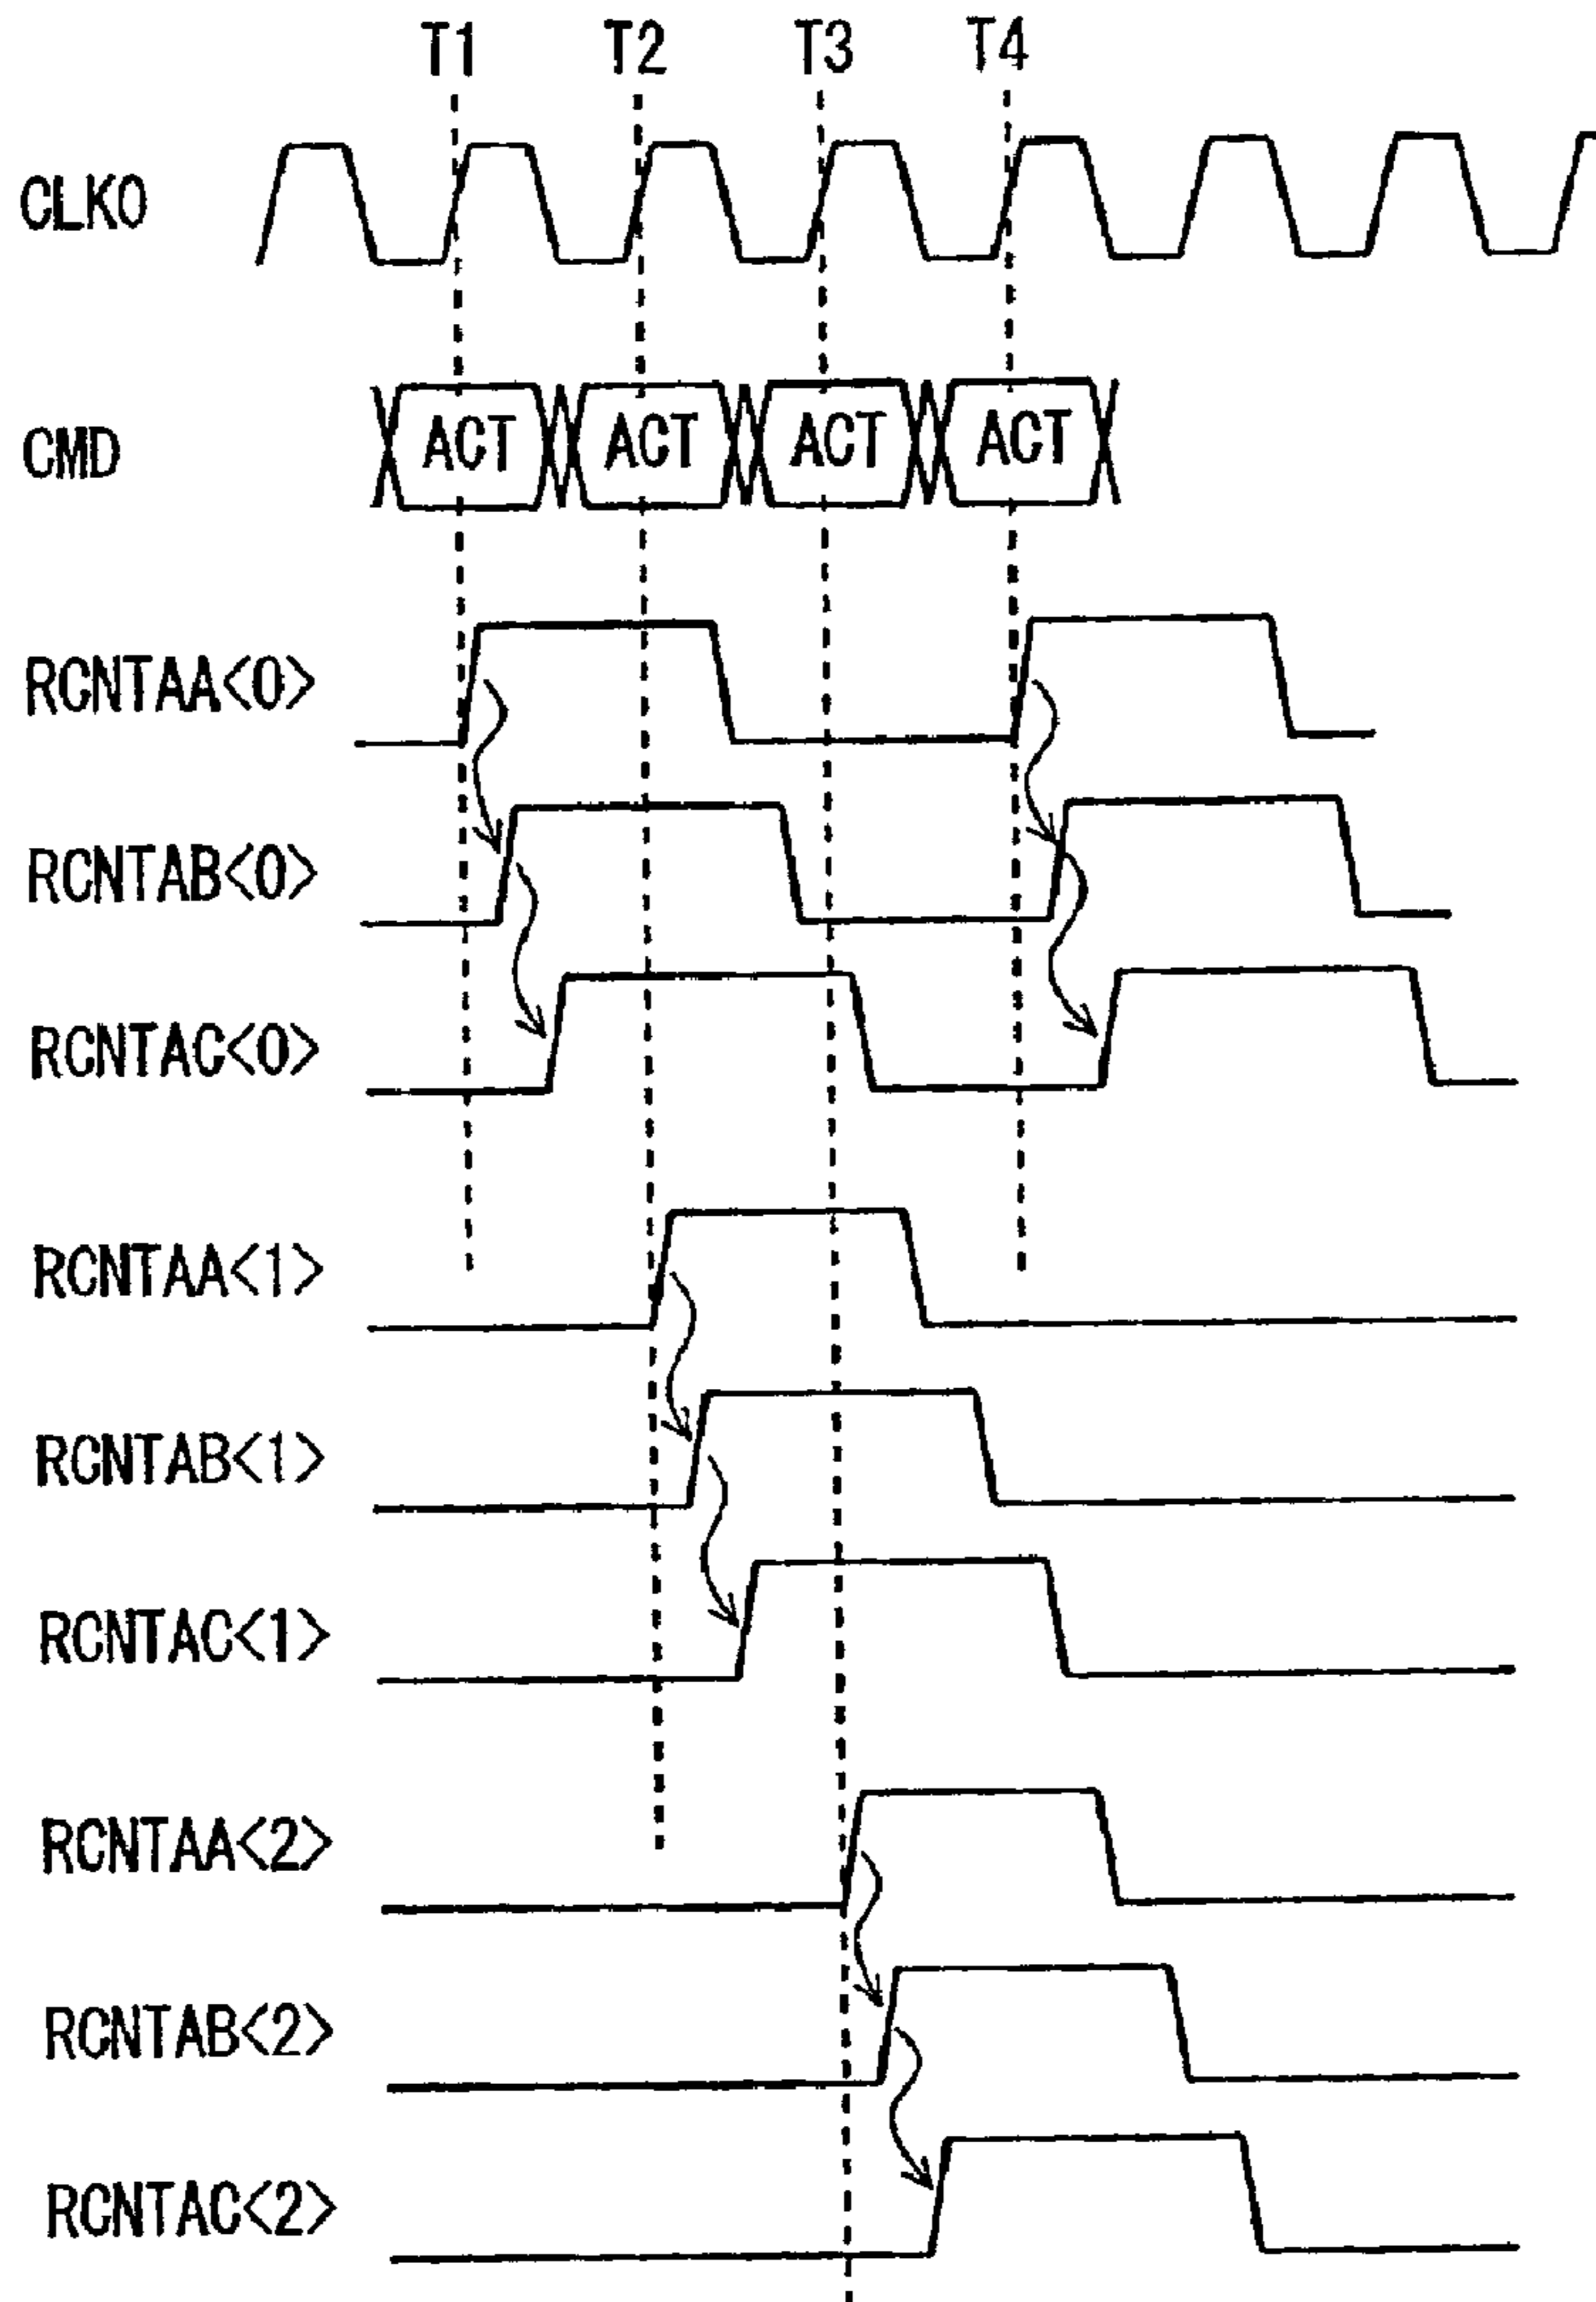 T1 T2 T3 T4
CLK0
CMD ACT ACT ACT ACT
RCNTAA<0>
RCNTAB<0>
RCNTAC<0>
RCNTAA<1>
RCNTAB<1>
RCNTAC<1>
RCNTAA<2>
RCNTAB<2>
RCNTAC<2>